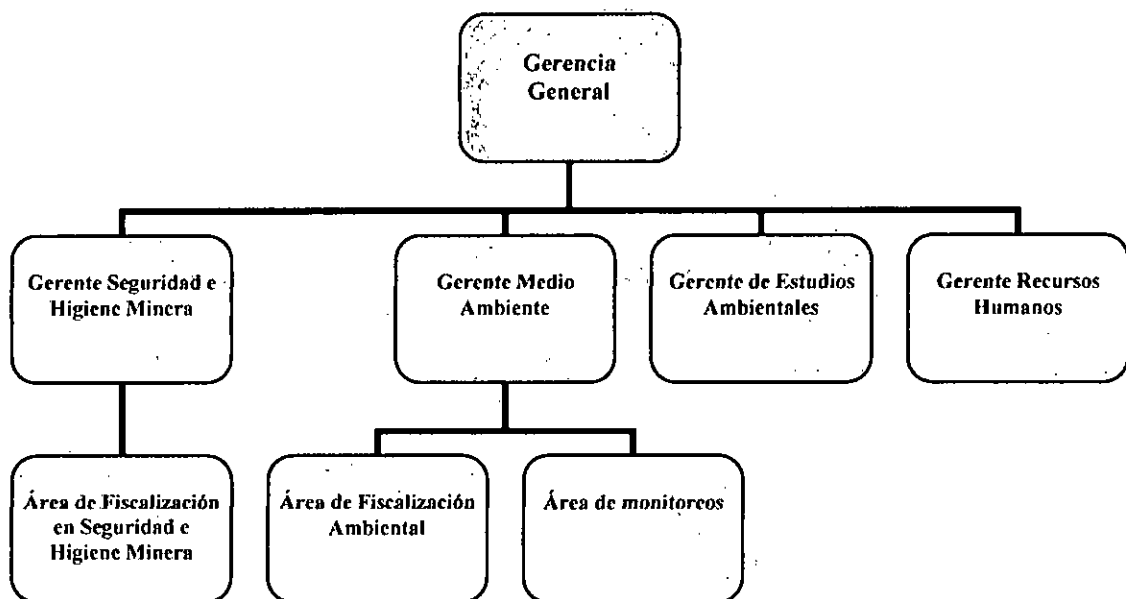 Gerencia
General
Gerente Seguridad e
Higiene Minera
Gerente Medio
Ambiente
Gerente de Estudios
Ambientales
Gerente Recursos
Humanos
Área de Fiscalización
en Seguridad e
Higiene Minera
Área de Fiscalización
Ambiental
Área de monitoreos